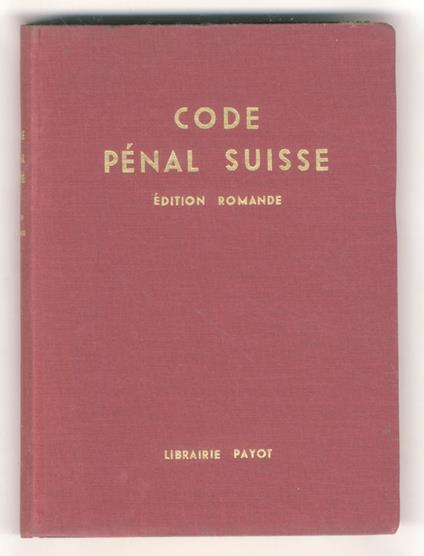 CODE
PÉNAL SUISSE
ÉDITION ROMANDE
LIBRAIRIE PAYOT